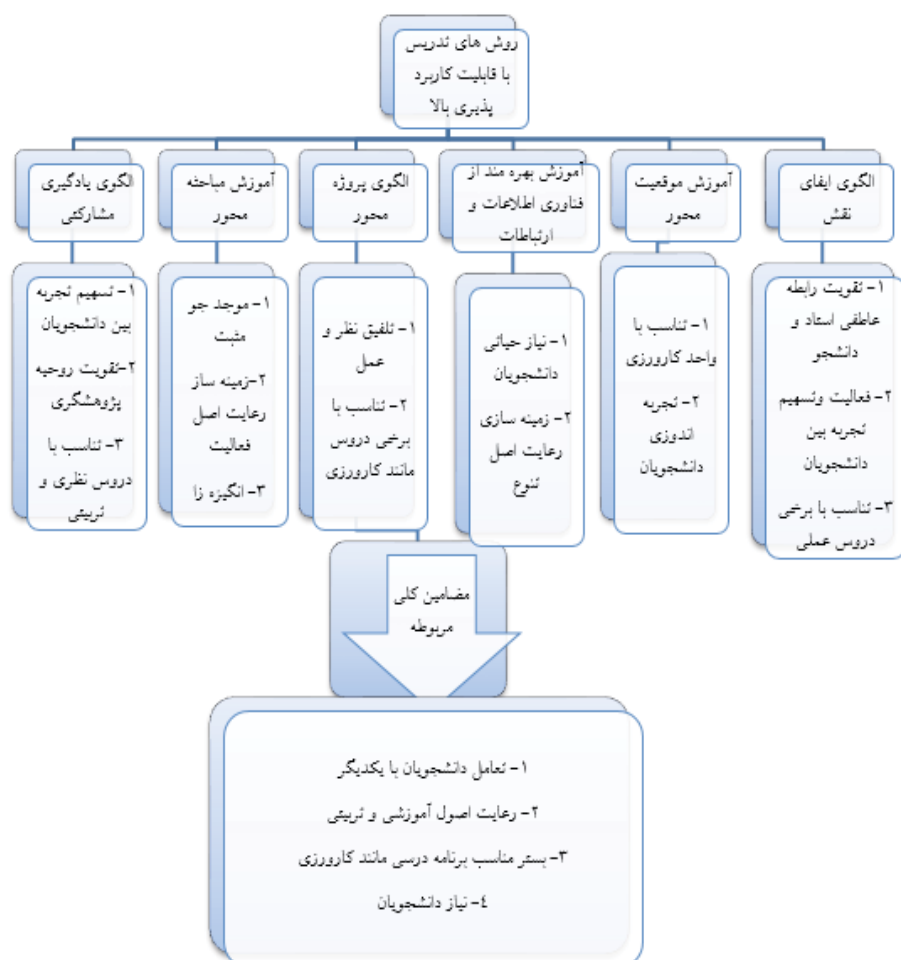 روش های تدریس
با قابلیت کاربرد
پذیری بالا
الگوی ایفای
نقش
آموزش موقعیت
محور
آموزش بهره مند از
فناوری اطلاعات و
ارتباطات
الگوی پروژه
محور
آموزش مباحثه
محور
الگوی یادگیری
مشارکتی
۱- تقویت رابطه
عاطفی استاد و
دانشجو
۲- فعالیت وتسهیم
تجربه بین
دانشجویان
۳- تناسب با برخی
دروس عملی
۱- تناسب با
واحد کارورزی
۲- تجربه
اندوزی
دانشجویان
۱- نیاز حیاتی
دانشجویان
۲- زمینه سازی
رعایت اصل
تنوع
۱- تلفیق نظر و
عمل
۲- تناسب با
برخی دروس
مانند کارورزی
۱- موجد جو
مثبت
۲-زمینه ساز
رعایت اصل
فعالیت
۳- انگیزه زا
۱- تسهیم تجربه
بین دانشجویان
۲-تقویت روحیه
پژوهشگری
۳- تناسب با
دروس نظری و
تربیتی
مضامین کلی
مربوطه
۱- تعامل دانشجویان با یکدیگر
۲- رعایت اصول آموزشی و تربیتی
۳- بستر مناسب برنامه درسی مانند کارورزی
٤- نیاز دانشجویان